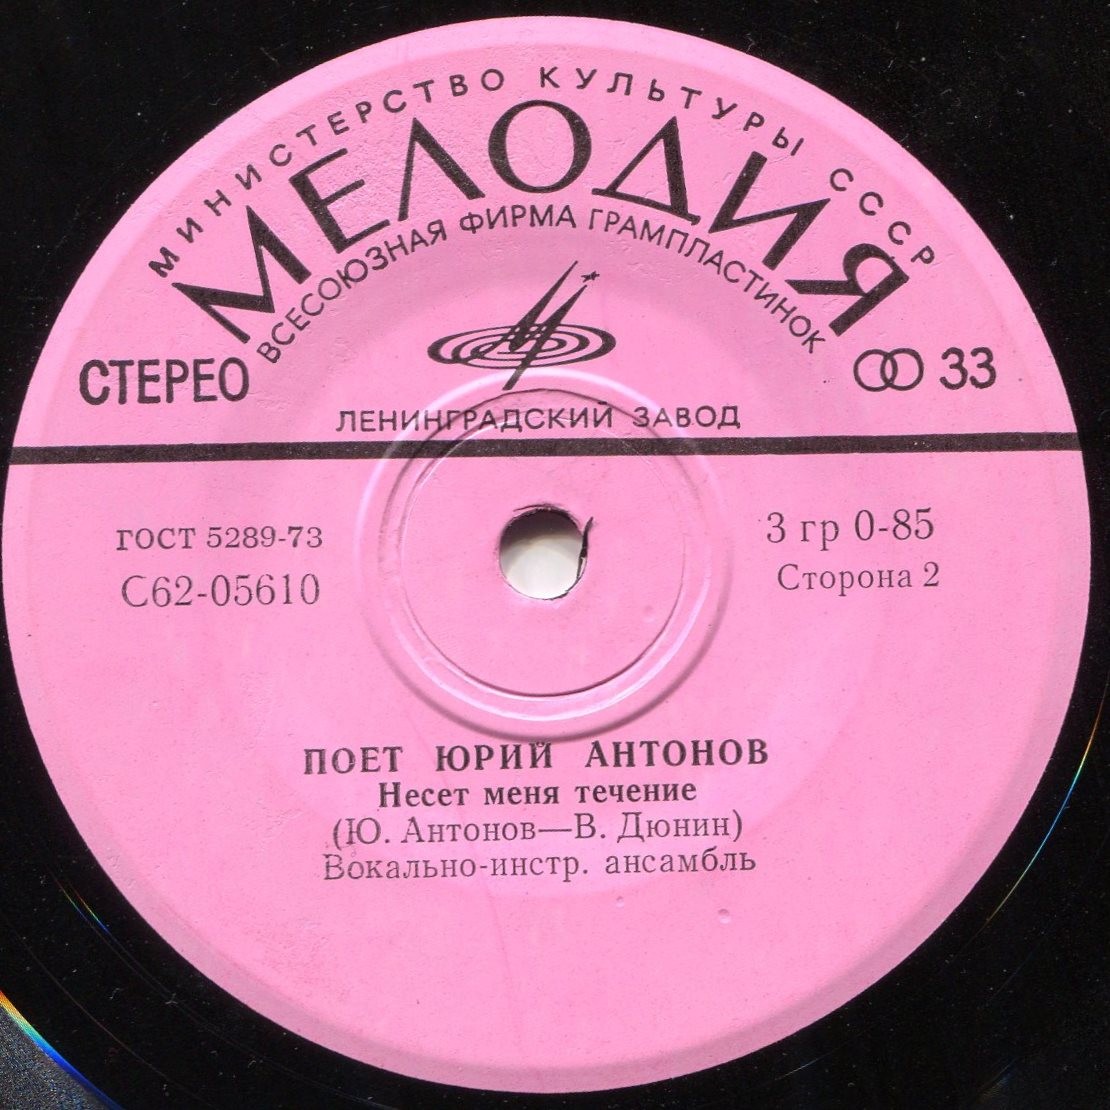 МИНИСТЕРСТВО КУЛЬТУРЫ СССР
МЕЛОДИЯ
ВСЕСОЮЗНАЯ ФИРМА ГРАМПЛАСТИНОК
СТЕРЕО
33
ЛЕНИНГРАДСКИЙ ЗАВОД
ГОСТ 5289-73
3 гр 0-85
С62-05610
Сторона 2
ПОЕТ ЮРИЙ АНТОНОВ
Несет меня течение
(Ю. Антонов—В. Дюнин)
Вокально-инстр. ансамбль